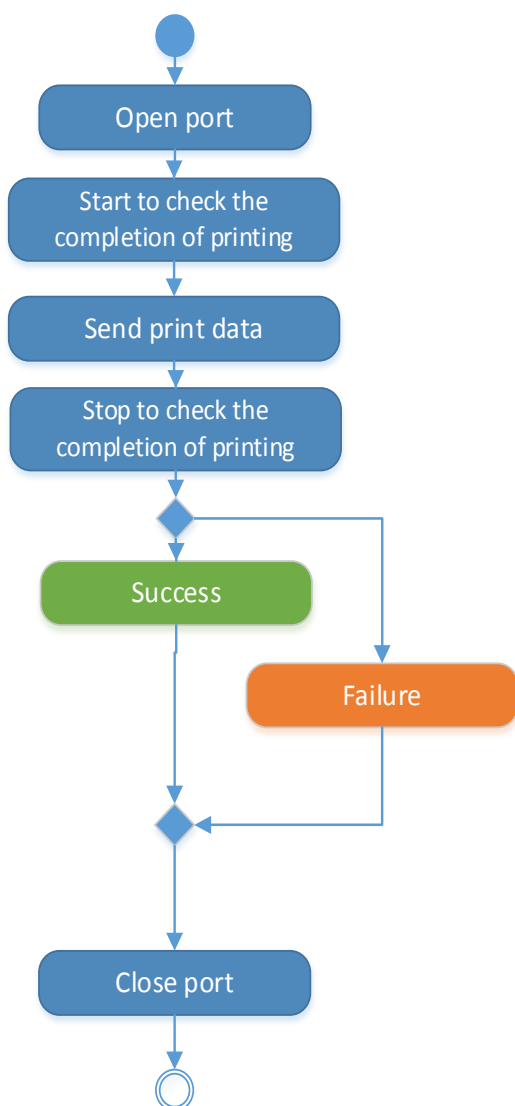 Open port
Start to check the
completion of printing
Send print data
Stop to check the
completion of printing
Success
Failure
Close port